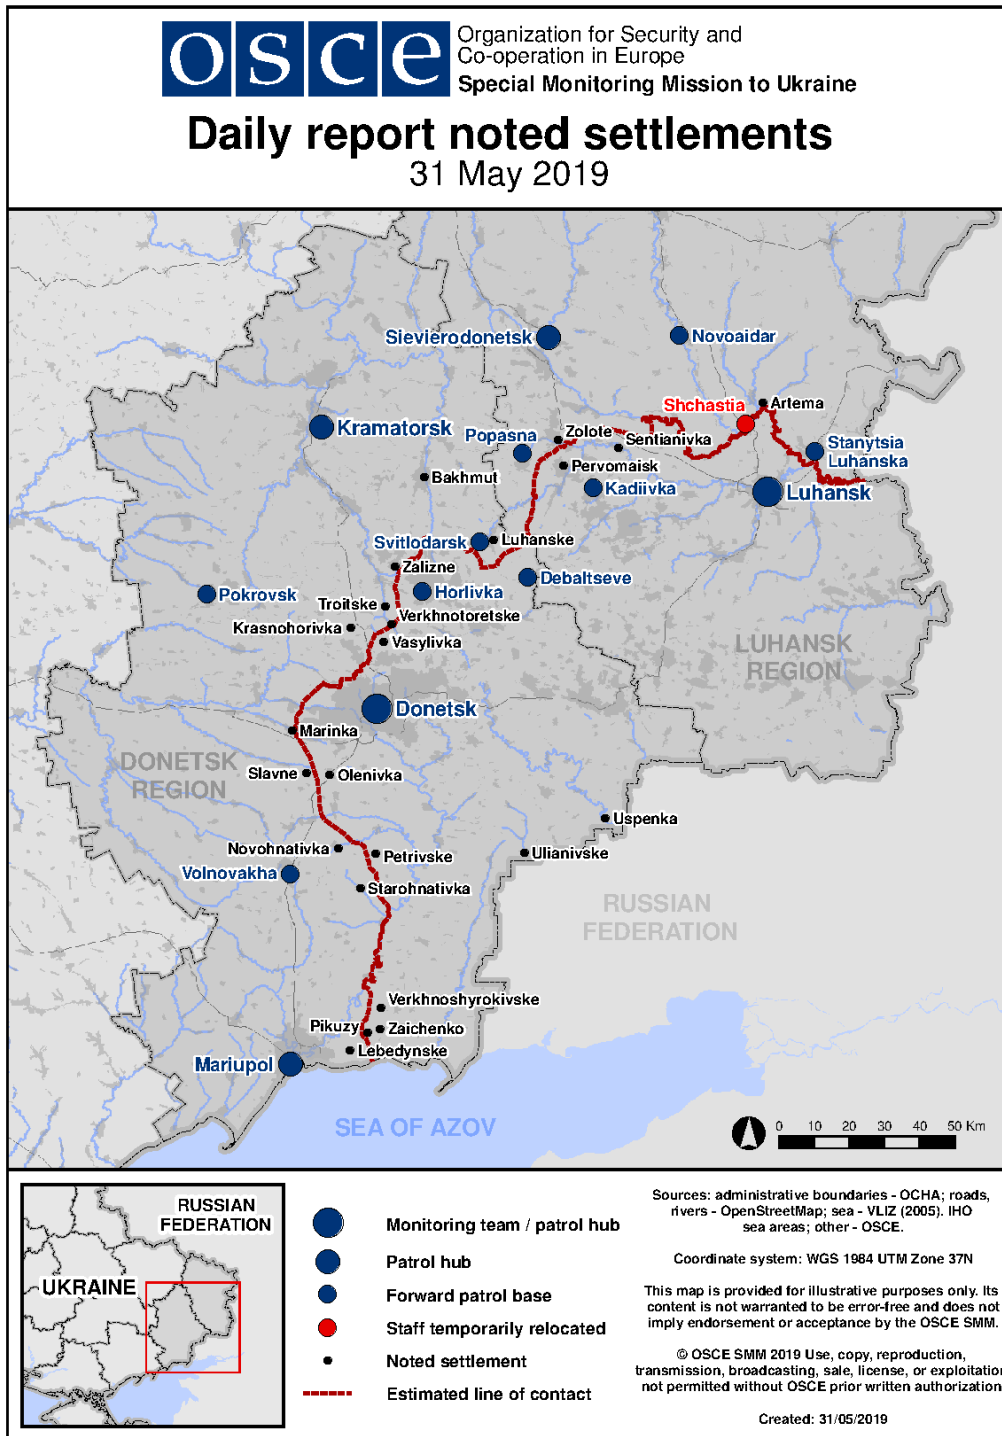 osce
Organization for Security and
Co-operation in Europe
Special Monitoring Mission to Ukraine
Daily report noted settlements
31 May 2019
Sievierodonetsk
Novoaidar
Shchastia
Artema
Kramatorsk
Popasna
Zolote
Sentianivka
Stanytsia
Luhanska
Bakhmut
Pervomaisk
Kadiivka
Luhansk
Svitlodarsk
Luhanske
Zalizne
Debaltseve
Pokrovsk
Horlivka
Troitske
Verkhnotoretske
Krasnohorivka
Vasylivka
LUHANSK
REGION
Donetsk
Marinka
DONETSK
REGION
Slavne
Olenivka
Uspenka
Novohnativka
Petrivske
Ulianivske
Volnovakha
Starohnativka
RUSSIAN
FEDERATION
Verkhnoshyrokivske
Pikuzy
Zaichenko
Lebedynske
Mariupol
SEA OF AZOV
0 10 20 30 40 50 Km
RUSSIAN
FEDERATION
UKRAINE
Monitoring team / patrol hub
Patrol hub
Forward patrol base
Staff temporarily relocated
Noted settlement
Estimated line of contact
Sources: administrative boundaries - OCHA; roads,
rivers - OpenStreetMap; sea - VLIZ (2005). IHO
sea areas; other - OSCE.
Coordinate system: WGS 1984 UTM Zone 37N
This map is provided for illustrative purposes only. Its
content is not warranted to be error-free and does not
imply endorsement or acceptance by the OSCE SMM.
© OSCE SMM 2019 Use, copy, reproduction,
transmission, broadcasting, sale, license, or exploitation
not permitted without OSCE prior written authorization
Created: 31/05/2019